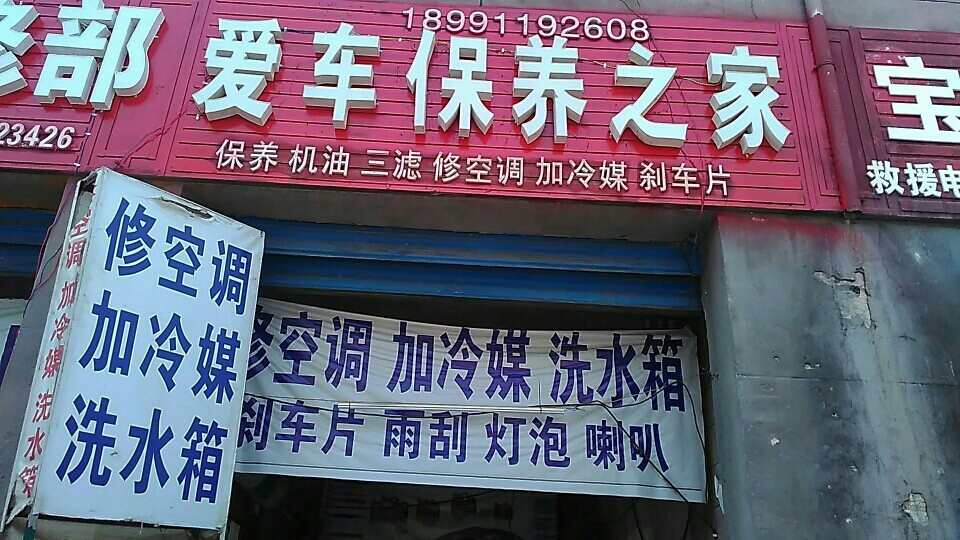 18991192608
修部
爱车保养之家
宝
23426
保养 机油 三滤 修空调 加冷媒 刹车片
救援电
修空调
加冷媒
洗水箱
空调加冷媒 洗水箱
修空调 加冷媒 洗水箱
刹车片 雨刮 灯泡 喇叭